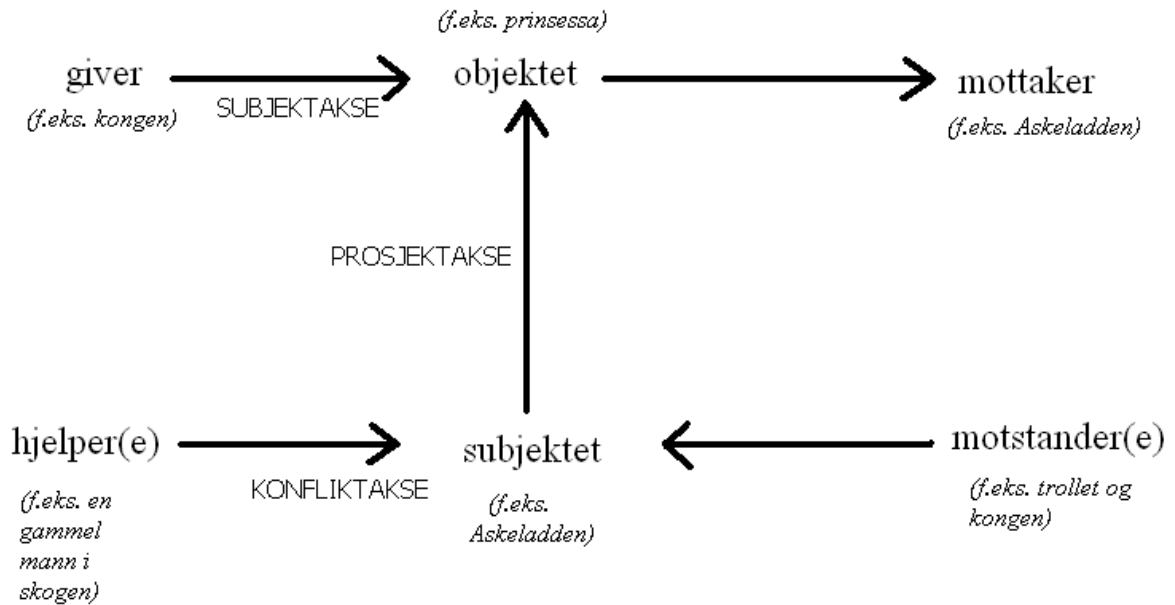 (f.eks. prinsessa)
giver
objektet
mottaker
SUBJEKTAKSE
(f.eks. kongen)
(f.eks. Askeladden)
PROSJEKTAKSE
hjelper(e)
subjektet
motstander(e)
KONFLIKTAKSE
(f.eks. en
gammel
mann i
skogen)
(f.eks.
Askeladden)
(f.eks. trollet og
kongen)